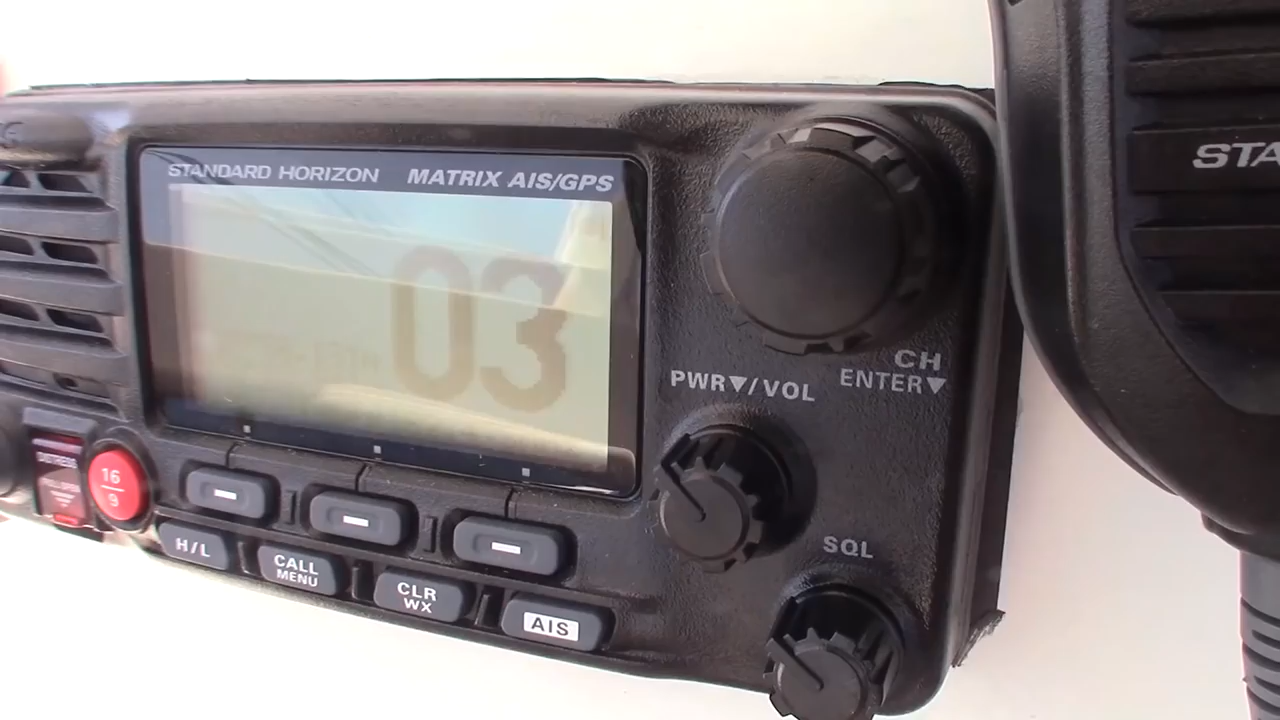 STANDARD HORIZON MATRIX AIS/GPS
03
CH
ENTER▼
PWR▼/VOL
SQL
DISTRESS
16
9
H/L
CALL
MENU
CLR
WX
AIS
STA